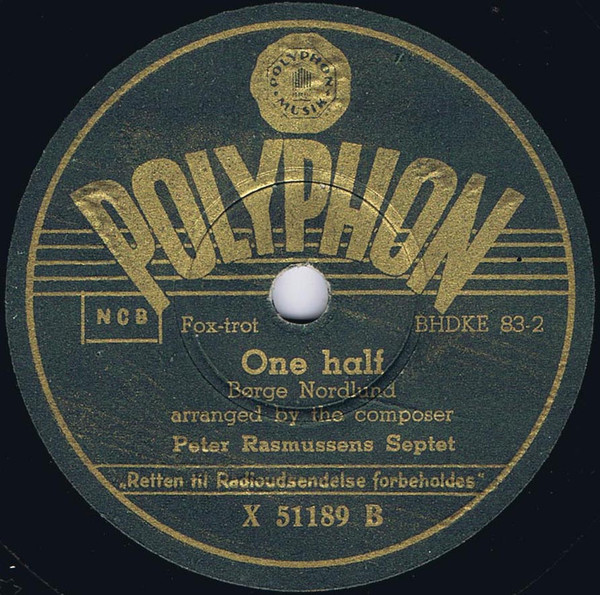 POLYPHON
MUSIK
POLYPHON
NCB
Fox-trot
BHDKE 83-2
One half
Børge Nordlund
arranged by the composer
Peter Rasmussens Septet
„Retten til Radioudsendelse forbeholdes“
X 51189 B